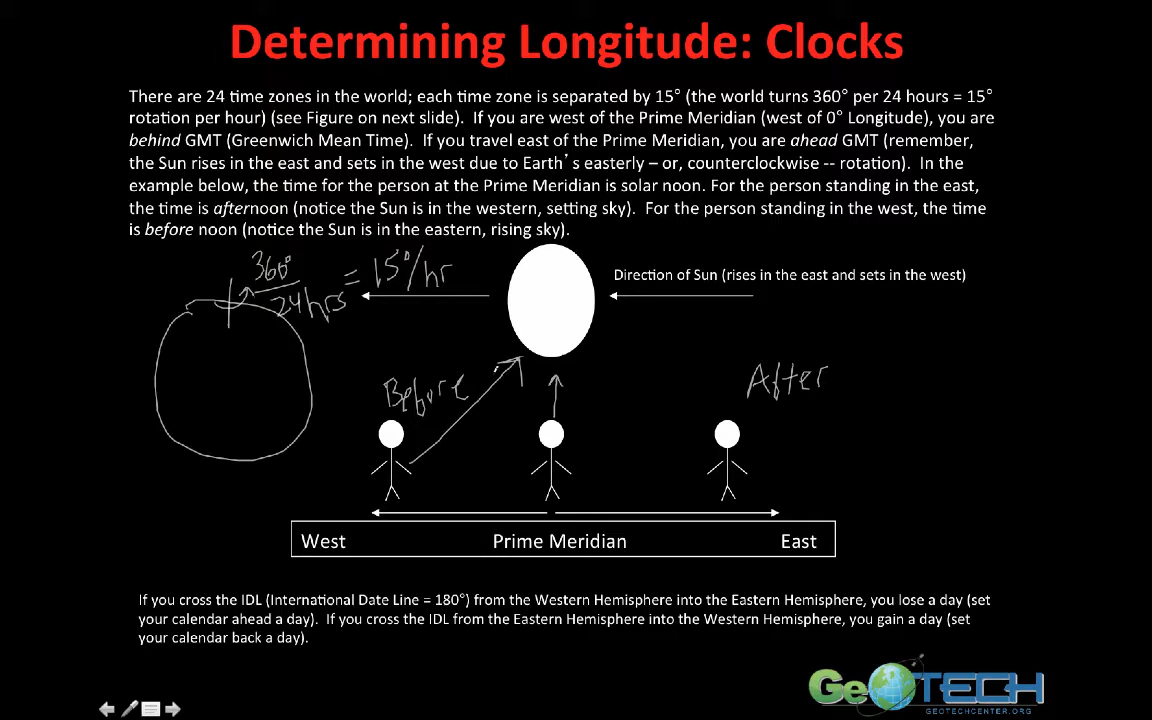 Determining Longitude: Clocks
There are 24 time zones in the world; each time zone is separated by 15° (the world turns 360° per 24 hours = 15°
rotation per hour) (see Figure on next slide).  If you are west of the Prime Meridian (west of 0° Longitude), you are
behind GMT (Greenwich Mean Time).  If you travel east of the Prime Meridian, you are ahead GMT (remember,
the Sun rises in the east and sets in the west due to Earth's easterly – or, counterclockwise -- rotation).  In the
example below, the time for the person at the Prime Meridian is solar noon. For the person standing in the east,
the time is afternoon (notice the Sun is in the western, setting sky).  For the person standing in the west, the time
is before noon (notice the Sun is in the eastern, rising sky).
360°
24hrs
= 15°/hr
Direction of Sun (rises in the east and sets in the west)
Before
After
West
Prime Meridian
East
If you cross the IDL (International Date Line = 180°) from the Western Hemisphere into the Eastern Hemisphere, you lose a day (set
your calendar ahead a day).  If you cross the IDL from the Eastern Hemisphere into the Western Hemisphere, you gain a day (set
your calendar back a day).
GeoTECH
GEOTECHCENTER.ORG